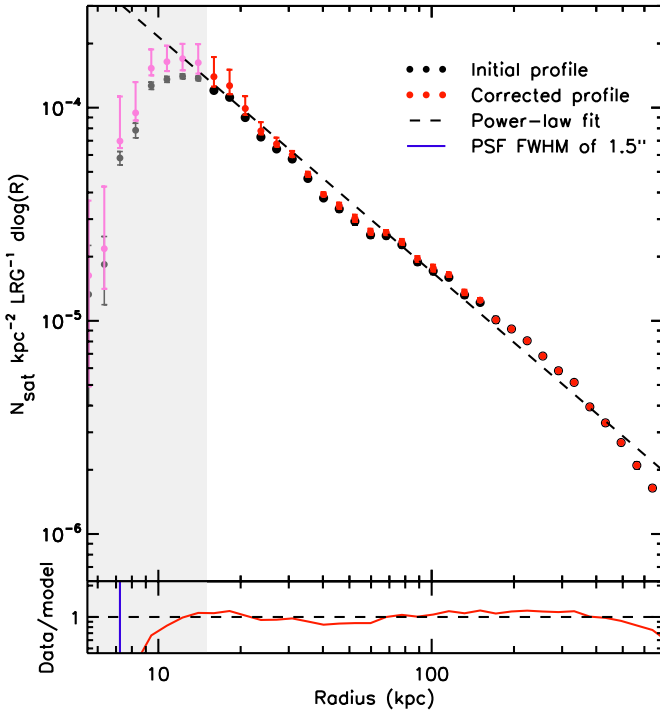 Initial profile
Corrected profile
Power-law fit
PSF FWHM of 1.5"
N_sat kpc⁻² LRG⁻¹ dlog(R)
10⁻⁴
10⁻⁵
10⁻⁶
Data/model
1
10
100
Radius (kpc)